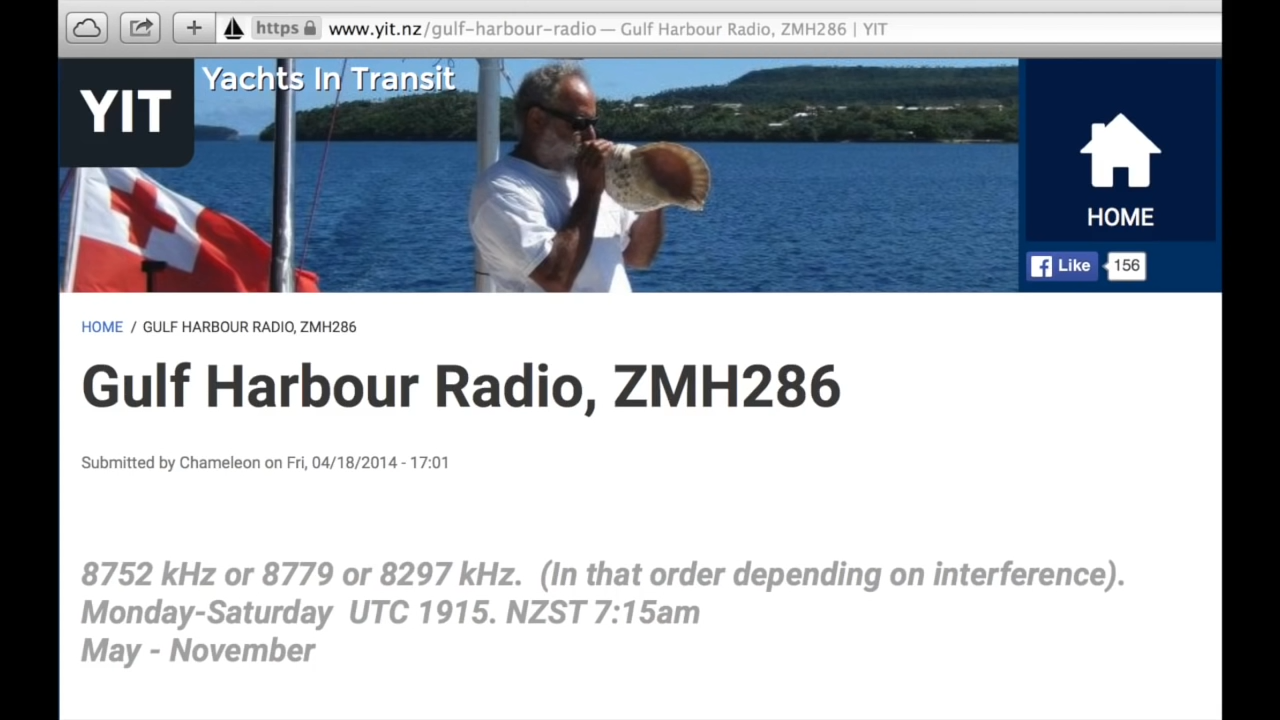 https www.yit.nz/gulf-harbour-radio — Gulf Harbour Radio, ZMH286 | YIT
YIT
Yachts In Transit
HOME
Like 156
HOME / GULF HARBOUR RADIO, ZMH286
Gulf Harbour Radio, ZMH286
Submitted by Chameleon on Fri, 04/18/2014 - 17:01
8752 kHz or 8779 or 8297 kHz.  (In that order depending on interference).
Monday-Saturday  UTC 1915. NZST 7:15am
May - November